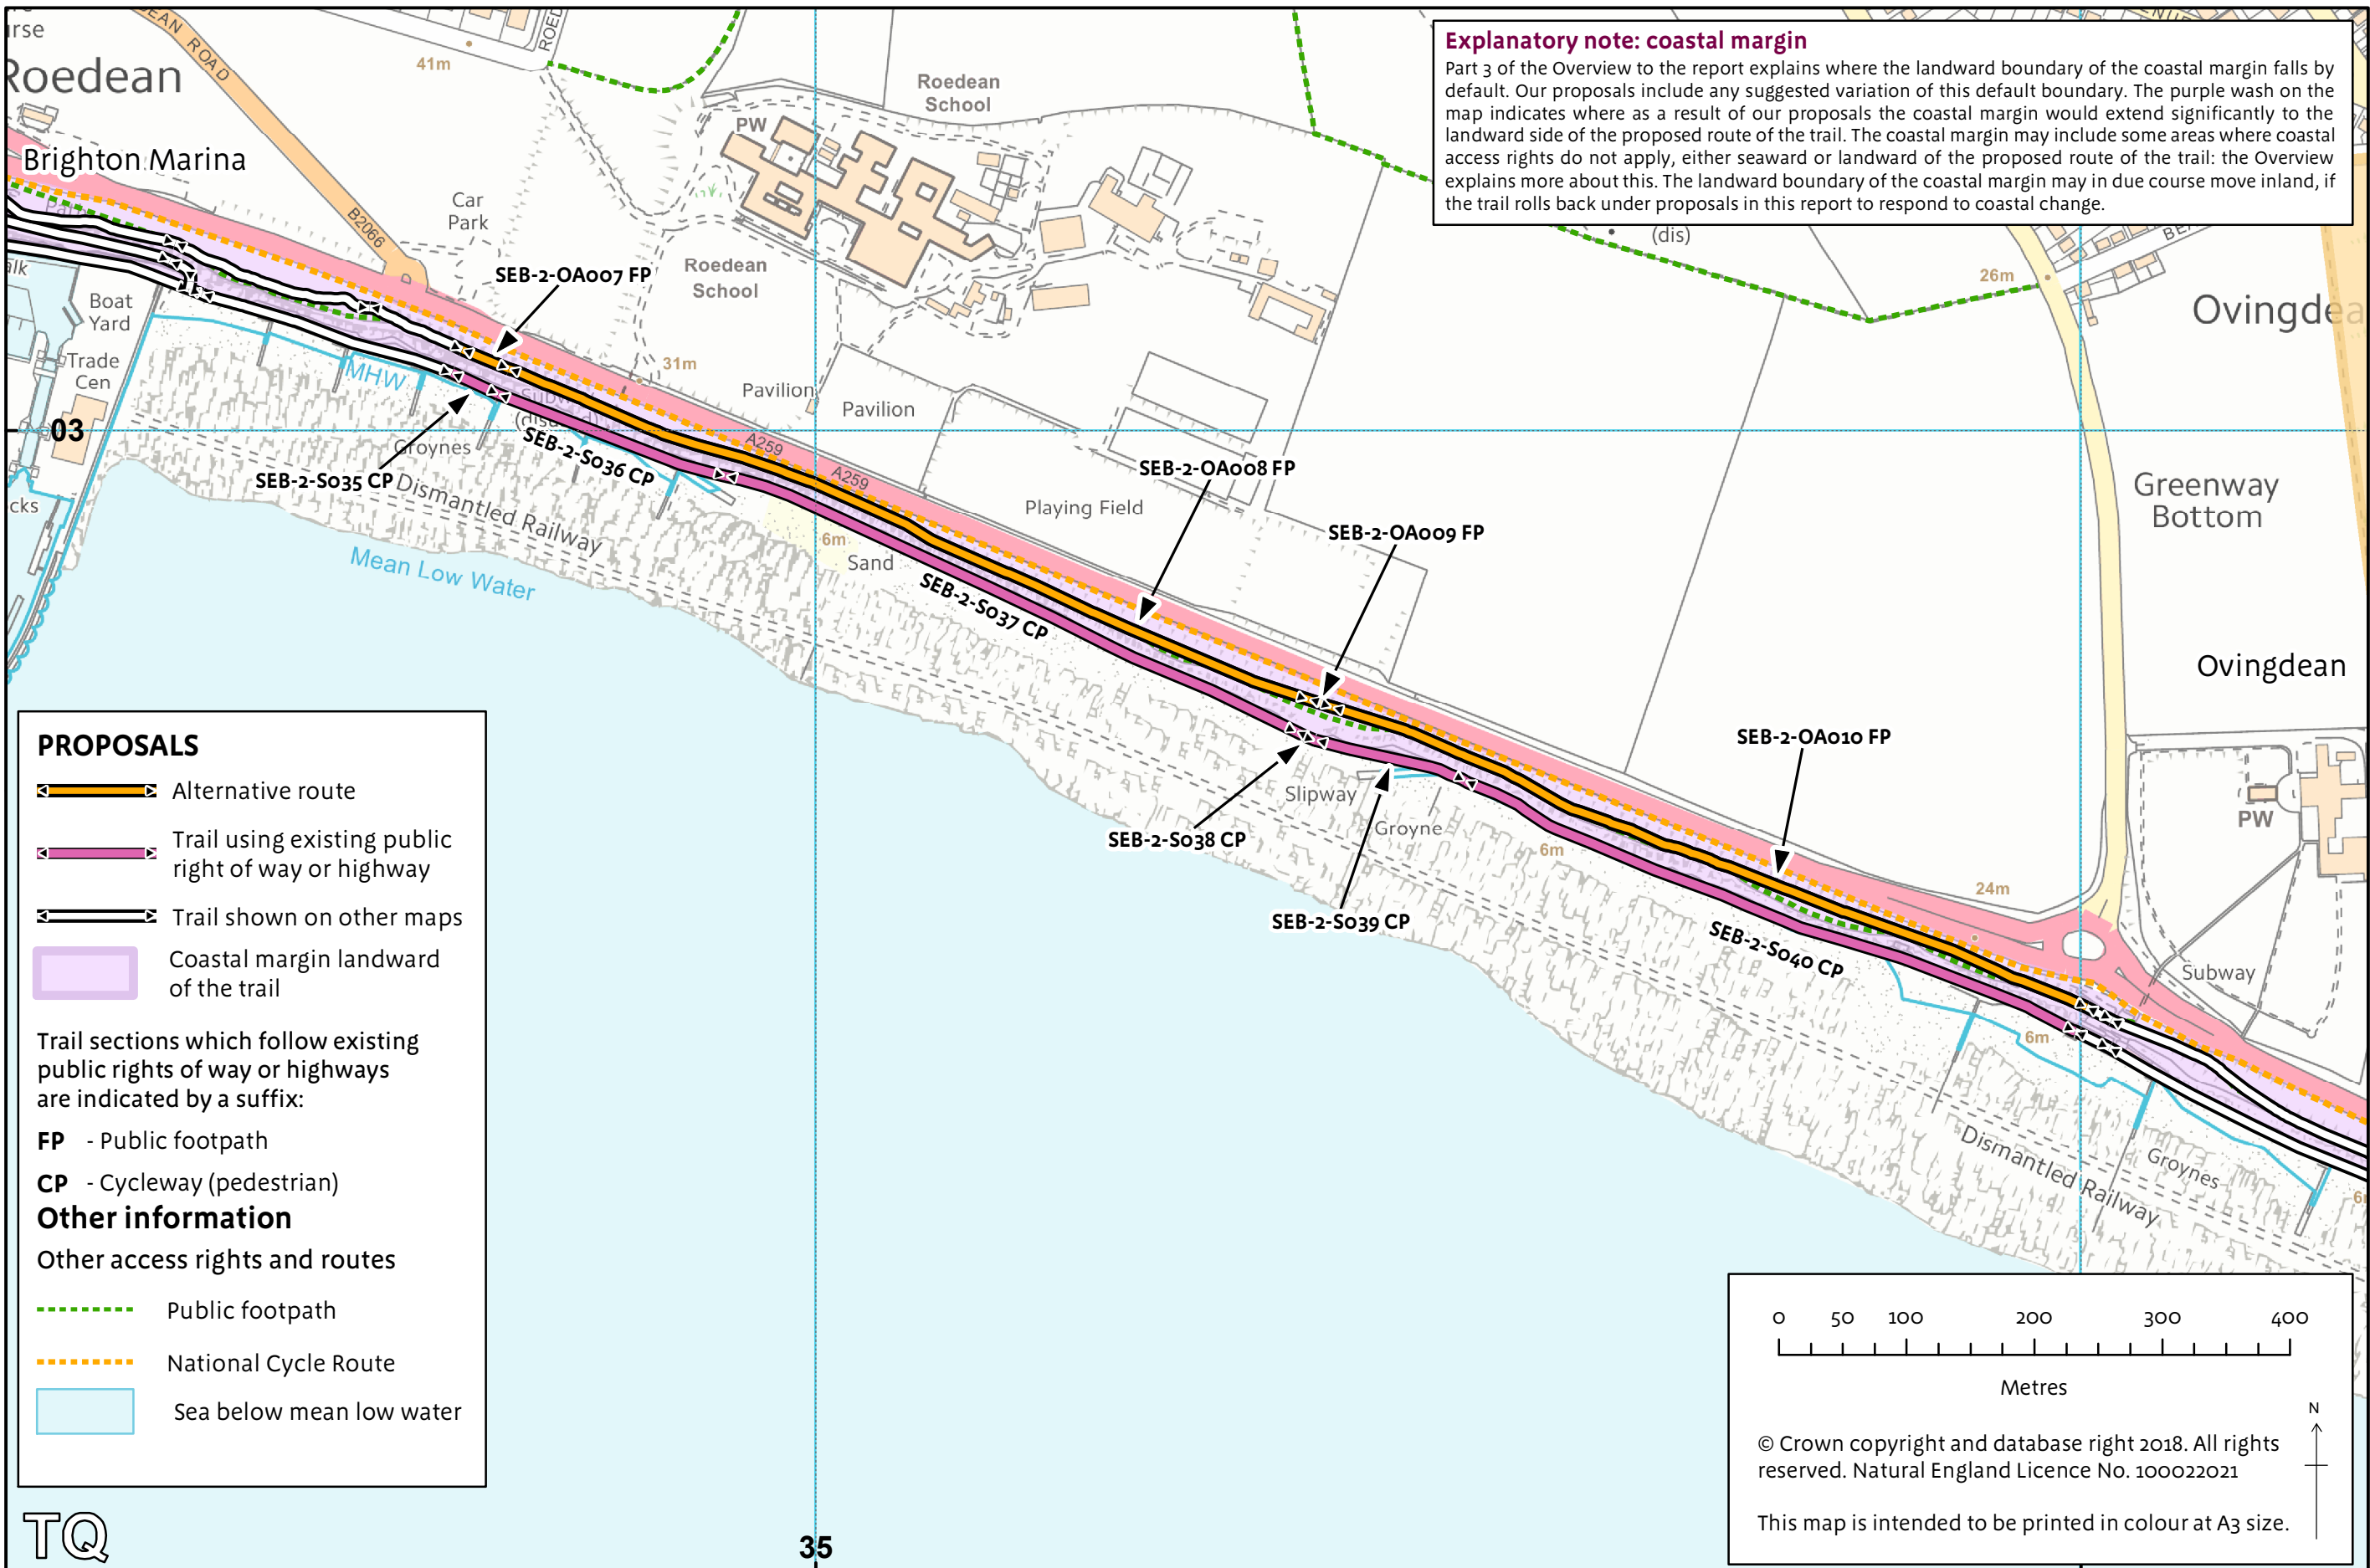 urse
Roedean
Brighton Marina
EAN ROAD
B2066
ROED
41m
Car
Park
PW
Roedean
School
Roedean
School
Explanatory note: coastal margin
Part 3 of the Overview to the report explains where the landward boundary of the coastal margin falls by
default. Our proposals include any suggested variation of this default boundary. The purple wash on the
map indicates where as a result of our proposals the coastal margin would extend significantly to the
landward side of the proposed route of the trail. The coastal margin may include some areas where coastal
access rights do not apply, either seaward or landward of the proposed route of the trail: the Overview
explains more about this. The landward boundary of the coastal margin may in due course move inland, if
the trail rolls back under proposals in this report to respond to coastal change.
(dis)
26m
BE
Ovingdea
alk
Boat
Yard
Trade
Cen
03
cks
MHW
SEB-2-OA007 FP
31m
Pavilion
Pavilion
Subway
(disused)
Groynes
SEB-2-S035 CP
SEB-2-S036 CP
Dismantled Railway
Mean Low Water
A259
A259
6m
Sand
SEB-2-S037 CP
Playing Field
SEB-2-OA008 FP
SEB-2-OA009 FP
Greenway
Bottom
Ovingdean
SEB-2-OA010 FP
Slipway
Groyne
SEB-2-S038 CP
SEB-2-S039 CP
6m
SEB-2-S040 CP
24m
PW
Subway
6m
Dismantled Railway
Groynes
6
PROPOSALS
Alternative route
Trail using existing public
right of way or highway
Trail shown on other maps
Coastal margin landward
of the trail
Trail sections which follow existing
public rights of way or highways
are indicated by a suffix:
FP - Public footpath
CP - Cycleway (pedestrian)
Other information
Other access rights and routes
Public footpath
National Cycle Route
Sea below mean low water
TQ
35
0 50 100 200 300 400
Metres
N
© Crown copyright and database right 2018. All rights
reserved. Natural England Licence No. 100022021
This map is intended to be printed in colour at A3 size.